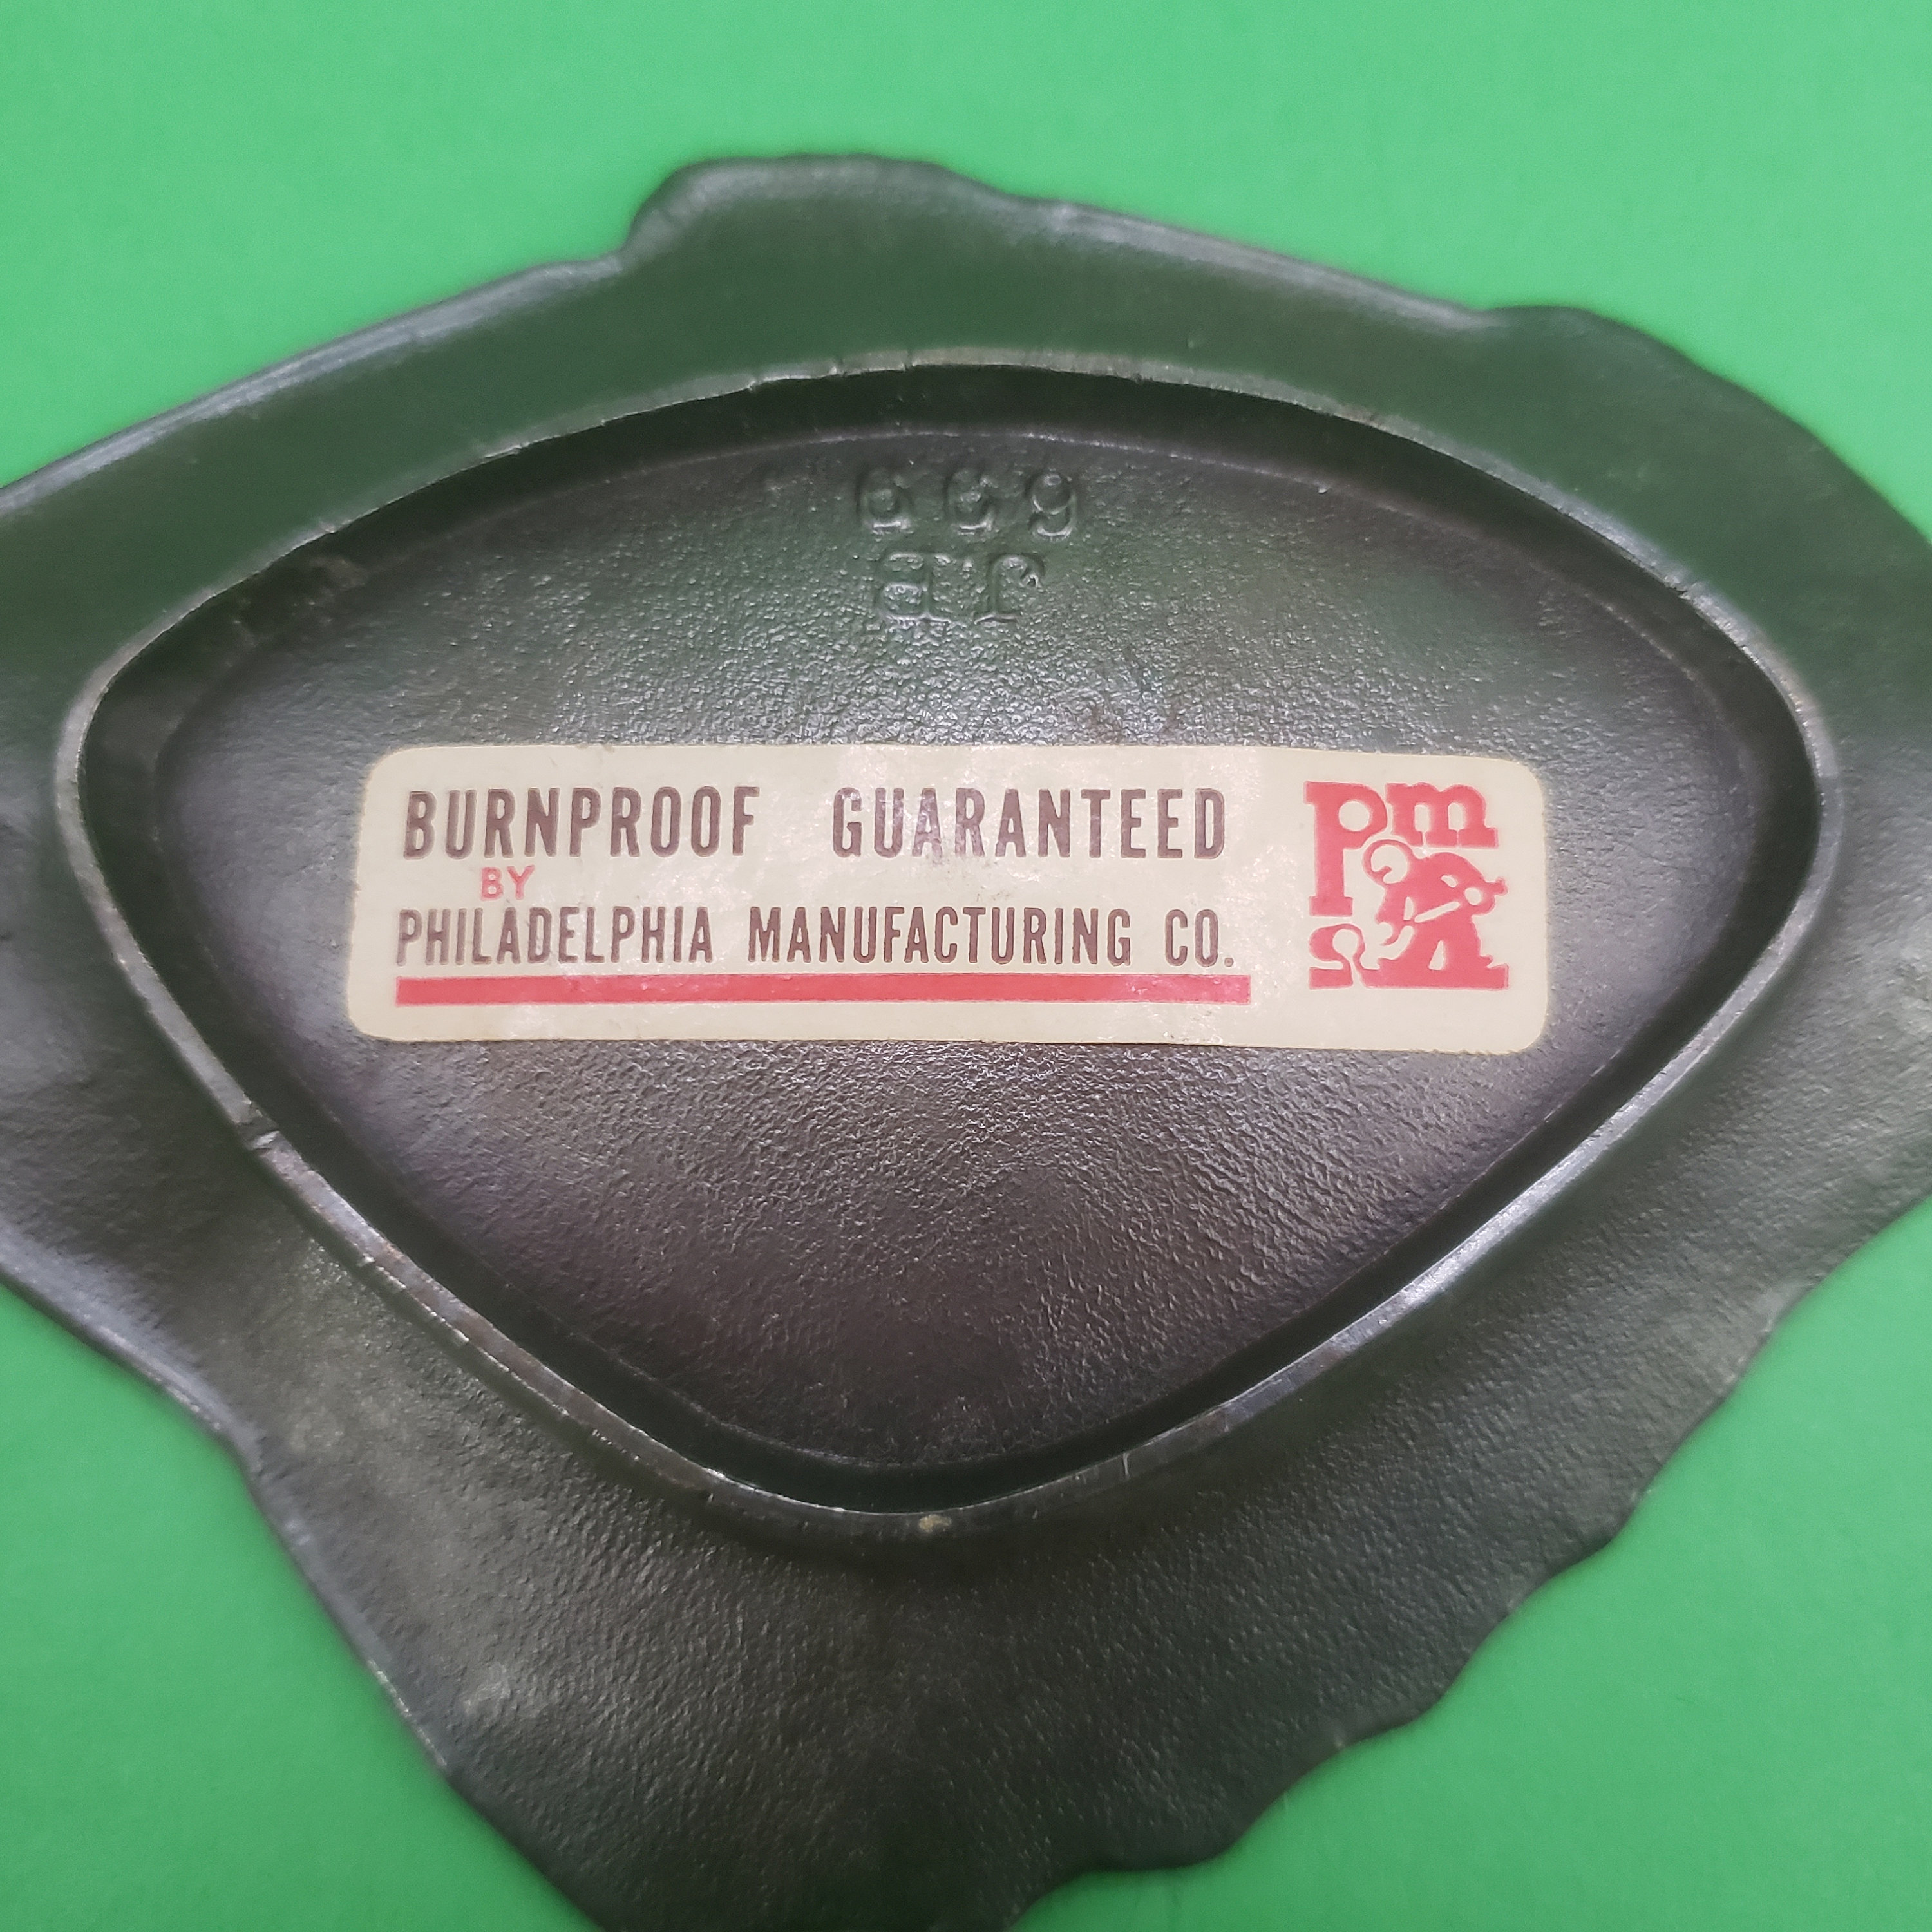 BURNPROOF GUARANTEED
BY
PHILADELPHIA MANUFACTURING CO.
pm